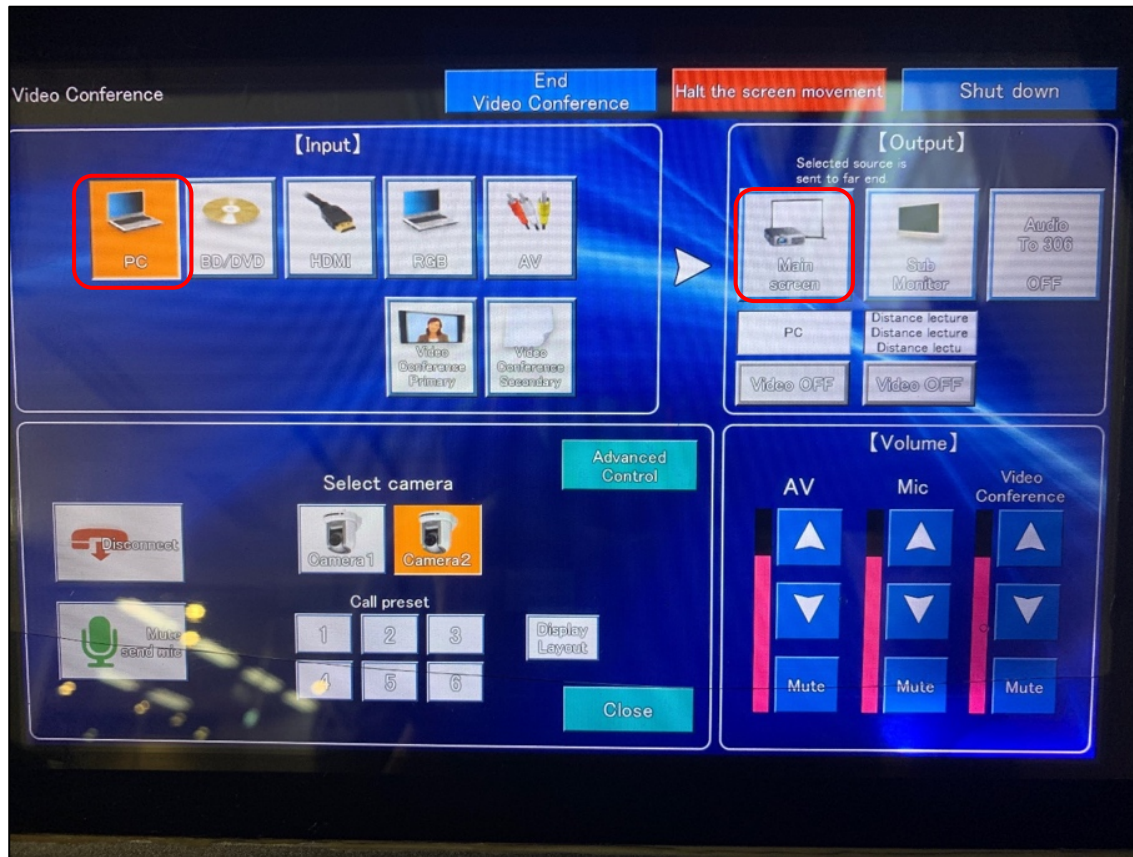 Video Conference
End
Video Conference
Halt the screen movement
Shut down
【Input】
PC
BD/DVD
HDMI
RGB
AV
Video
Conference
Primary
Video
Conference
Secondary
【Output】
Selected source is
sent to far end.
Main
screen
Sub
Monitor
Audio
To 306
OFF
PC
Distance lecture
Distance lecture
Distance lectu
Video OFF
Video OFF
Advanced
Control
Select camera
Disconnect
Camera1
Camera2
Mute
send mic
Call preset
1
2
3
4
5
6
Display
Layout
Close
【Volume】
AV
Mic
Video
Conference
Mute
Mute
Mute